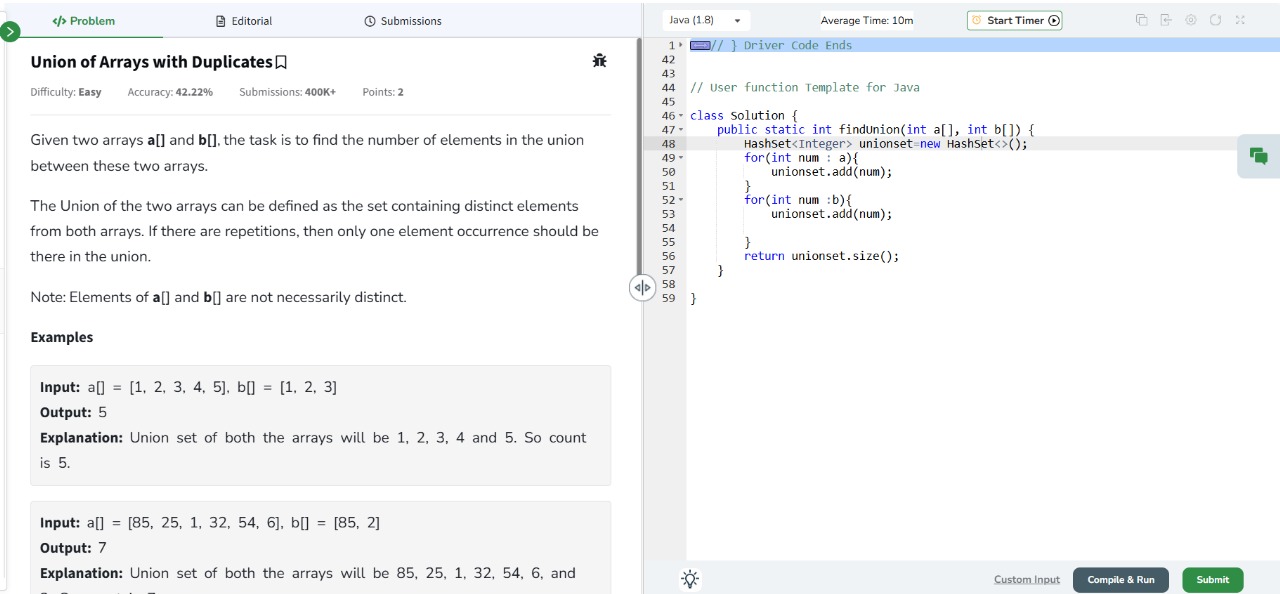 </> Problem
Editorial
Submissions
Union of Arrays with Duplicates
Difficulty: Easy Accuracy: 42.22% Submissions: 400K+ Points: 2
Given two arrays a[] and b[], the task is to find the number of elements in the union
between these two arrays.
The Union of the two arrays can be defined as the set containing distinct elements
from both arrays. If there are repetitions, then only one element occurrence should be
there in the union.
Note: Elements of a[] and b[] are not necessarily distinct.
Examples
Input: a[] = [1, 2, 3, 4, 5], b[] = [1, 2, 3]
Output: 5
Explanation: Union set of both the arrays will be 1, 2, 3, 4 and 5. So count
is 5.
Input: a[] = [85, 25, 1, 32, 54, 6], b[] = [85, 2]
Output: 7
Explanation: Union set of both the arrays will be 85, 25, 1, 32, 54, 6, and
Java (1.8)
Average Time: 10m
Start Timer
1 // } Driver Code Ends
42
43
44 // User function Template for Java
45
46 class Solution {
47 public static int findUnion(int a[], int b[]) {
48 HashSet<Integer> unionset=new HashSet<>();
49 for(int num : a){
50 unionset.add(num);
51 }
52 for(int num :b){
53 unionset.add(num);
54
55 }
56 return unionset.size();
57 }
58
59 }
Custom Input
Compile & Run
Submit